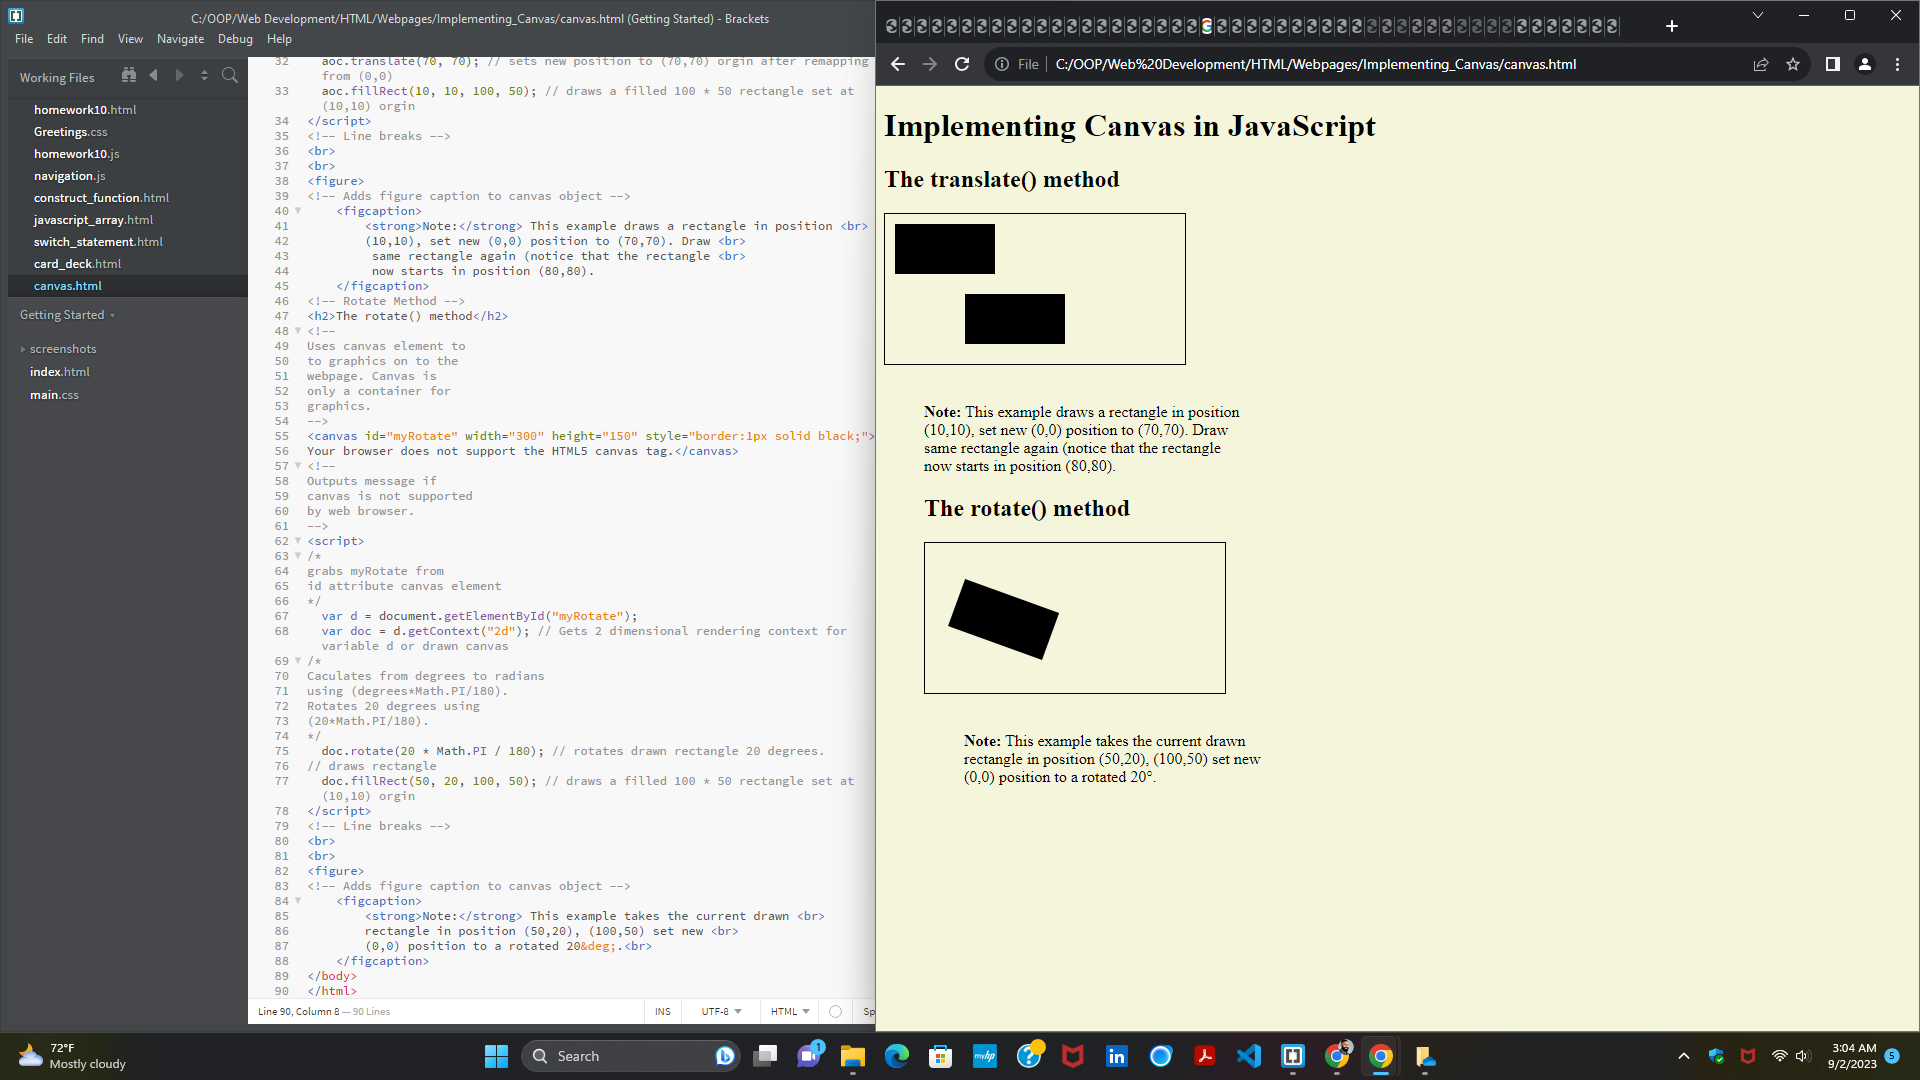 C:/OOP/Web Development/HTML/Webpages/Implementing_Canvas/canvas.html (Getting Started) - Brackets
File Edit Find View Navigate Debug Help
Working Files
homework10.html
Greetings.css
homework10.js
navigation.js
construct_function.html
javascript_array.html
switch_statement.html
card_deck.html
canvas.html
Getting Started
screenshots
index.html
main.css
32 aoc.translate(70, 70); // sets new position to (70,70) orgin after remapping
from (0,0)
33 aoc.fillRect(10, 10, 100, 50); // draws a filled 100 * 50 rectangle set at
(10,10) orgin
34 </script>
35 <!-- Line breaks -->
36 <br>
37 <br>
38 <figure>
39 <!-- Adds figure caption to canvas object -->
40 <figcaption>
41 <strong>Note:</strong> This example draws a rectangle in position <br>
42 (10,10), set new (0,0) position to (70,70). Draw <br>
43 same rectangle again (notice that the rectangle <br>
44 now starts in position (80,80).
45 </figcaption>
46 <!-- Rotate Method -->
47 <h2>The rotate() method</h2>
48 <!--
49 Uses canvas element to
50 to graphics on to the
51 webpage. Canvas is
52 only a container for
53 graphics.
54 -->
55 <canvas id="myRotate" width="300" height="150" style="border:1px solid black;">
56 Your browser does not support the HTML5 canvas tag.</canvas>
57 <!--
58 Outputs message if
59 canvas is not supported
60 by web browser.
61 -->
62 <script>
63 /*
64 grabs myRotate from
65 id attribute canvas element
66 */
67 var d = document.getElementById("myRotate");
68 var doc = d.getContext("2d"); // Gets 2 dimensional rendering context for
variable d or drawn canvas
69 /*
70 Caculates from degrees to radians
71 using (degrees*Math.PI/180).
72 Rotates 20 degrees using
73 (20*Math.PI/180).
74 */
75 doc.rotate(20 * Math.PI / 180); // rotates drawn rectangle 20 degrees.
76 // draws rectangle
77 doc.fillRect(50, 20, 100, 50); // draws a filled 100 * 50 rectangle set at
(10,10) orgin
78 </script>
79 <!-- Line breaks -->
80 <br>
81 <br>
82 <figure>
83 <!-- Adds figure caption to canvas object -->
84 <figcaption>
85 <strong>Note:</strong> This example takes the current drawn <br>
86 rectangle in position (50,20), (100,50) set new <br>
87 (0,0) position to a rotated 20&deg;.<br>
88 </figcaption>
89 </body>
90 </html>
Line 90, Column 8 — 90 Lines
INS UTF-8 HTML Sp
File C:/OOP/Web%20Development/HTML/Webpages/Implementing_Canvas/canvas.html
Implementing Canvas in JavaScript
The translate() method
Note: This example draws a rectangle in position
(10,10), set new (0,0) position to (70,70). Draw
same rectangle again (notice that the rectangle
now starts in position (80,80).
The rotate() method
Note: This example takes the current drawn
rectangle in position (50,20), (100,50) set new
(0,0) position to a rotated 20°.
72°F
Mostly cloudy
Search
1
myhp
in
3:04 AM
9/2/2023
5